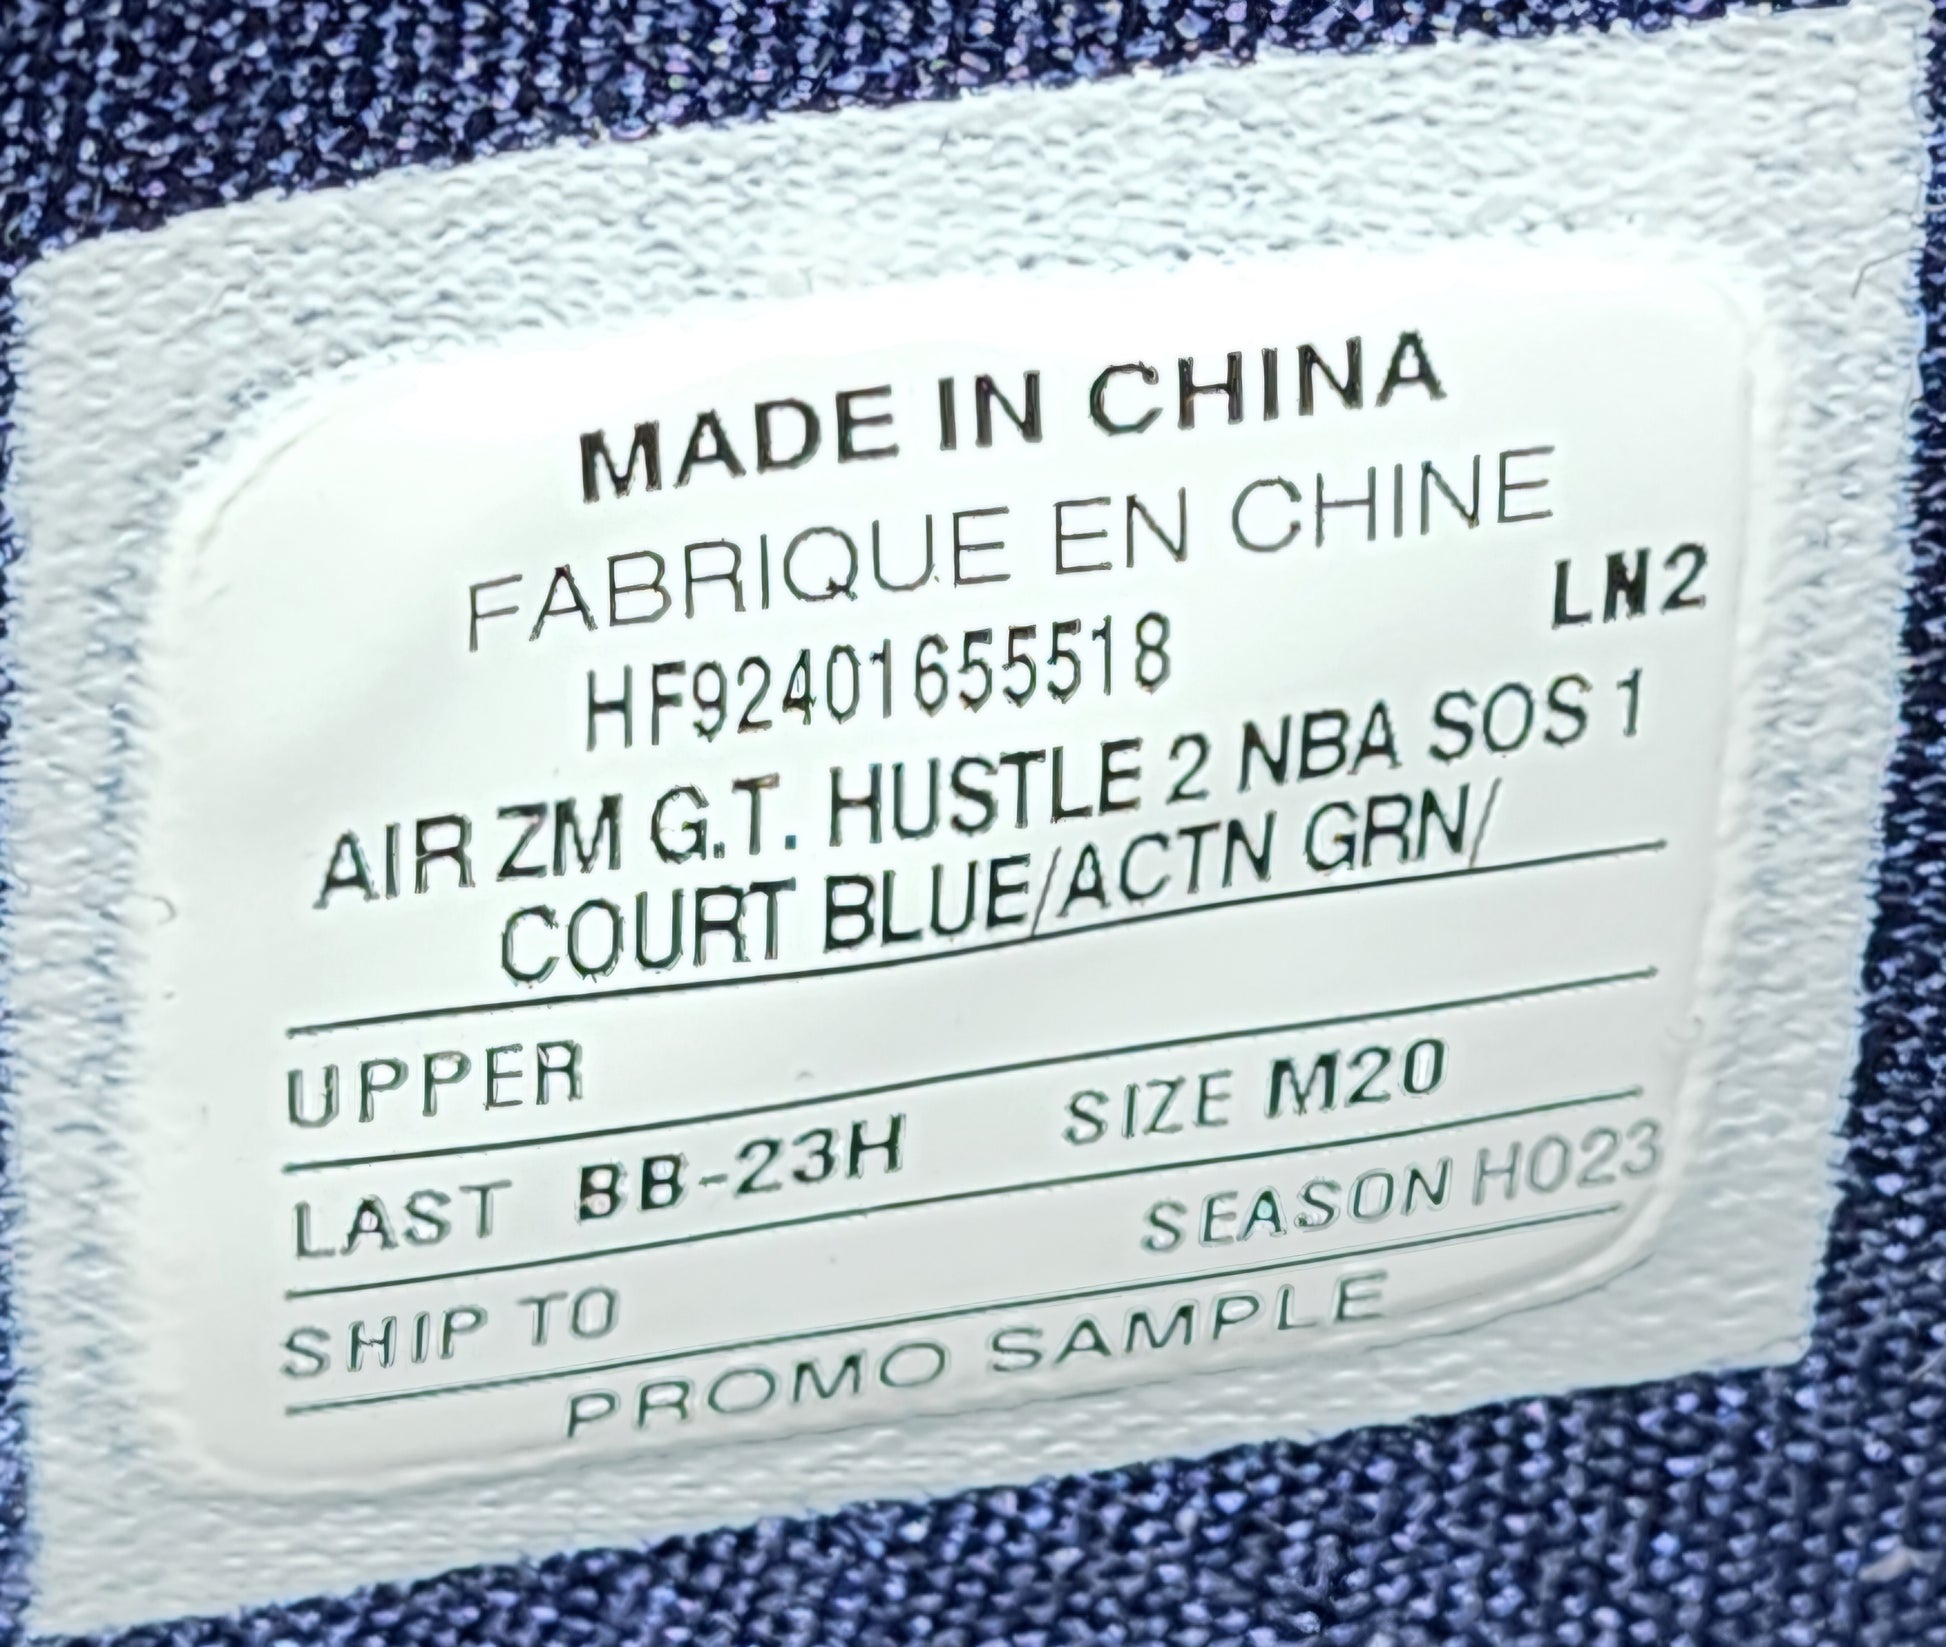 MADE IN CHINA
FABRIQUE EN CHINE
HF92401655518
LN2
AIR ZM G.T. HUSTLE 2 NBA SOS 1
COURT BLUE/ACTN GRN/
UPPER
LAST BB-23H SIZE M20
SEASON HO23
SHIP TO
PROMO SAMPLE